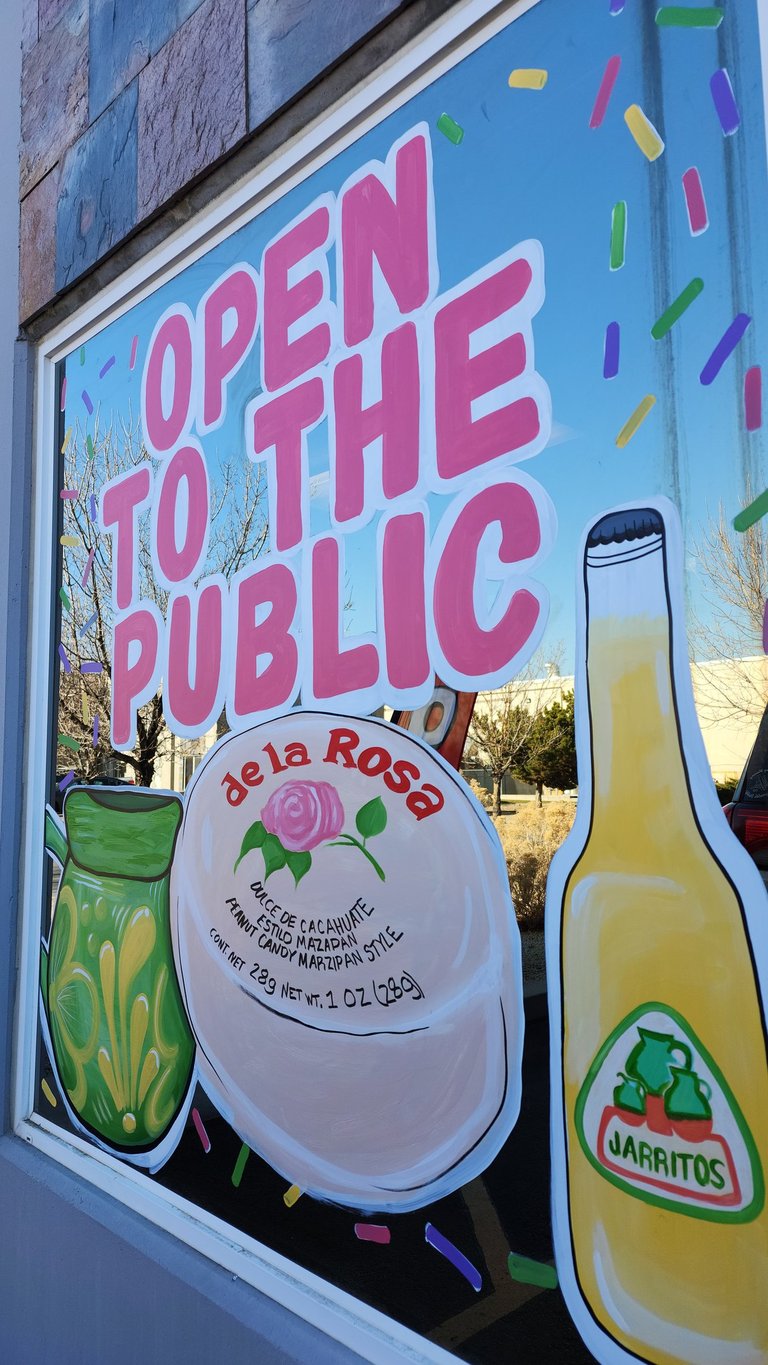 OPEN
TO THE
PUBLIC
de la Rosa
DULCE DE CACAHUATE
ESTILO MAZAPAN
PEANUT CANDY MARZIPAN STYLE
CONT. NET 28g NET WT. 1 OZ (28g)
JARRITOS